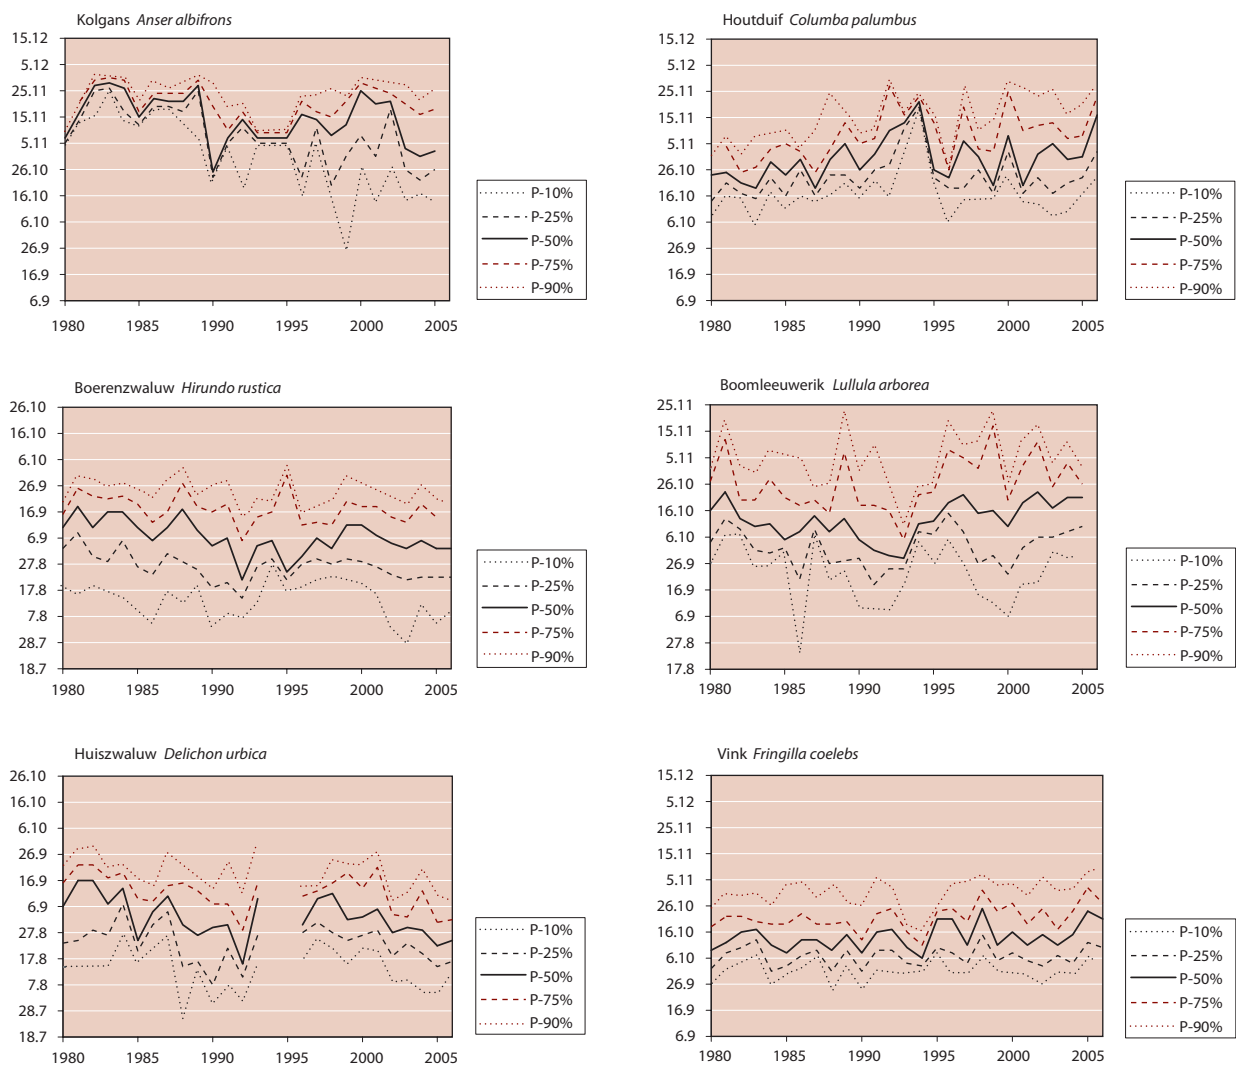 Kolgans Anser albifrons
15.12
5.12
25.11
15.11
5.11
26.10
16.10
6.10
26.9
16.9
6.9
1980 1985 1990 1995 2000 2005
P-10%
P-25%
P-50%
P-75%
P-90%
Houtduif Columba palumbus
15.12
5.12
25.11
15.11
5.11
26.10
16.10
6.10
26.9
16.9
6.9
1980 1985 1990 1995 2000 2005
P-10%
P-25%
P-50%
P-75%
P-90%
Boerenzwaluw Hirundo rustica
26.10
16.10
6.10
26.9
16.9
6.9
27.8
17.8
7.8
28.7
18.7
1980 1985 1990 1995 2000 2005
P-10%
P-25%
P-50%
P-75%
P-90%
Boomleeuwerik Lullula arborea
25.11
15.11
5.11
26.10
16.10
6.10
26.9
16.9
6.9
27.8
17.8
1980 1985 1990 1995 2000 2005
P-10%
P-25%
P-50%
P-75%
P-90%
Huiszwaluw Delichon urbica
26.10
16.10
6.10
26.9
16.9
6.9
27.8
17.8
7.8
28.7
18.7
1980 1985 1990 1995 2000 2005
P-10%
P-25%
P-50%
P-75%
P-90%
Vink Fringilla coelebs
15.12
5.12
25.11
15.11
5.11
26.10
16.10
6.10
26.9
16.9
6.9
1980 1985 1990 1995 2000 2005
P-10%
P-25%
P-50%
P-75%
P-90%